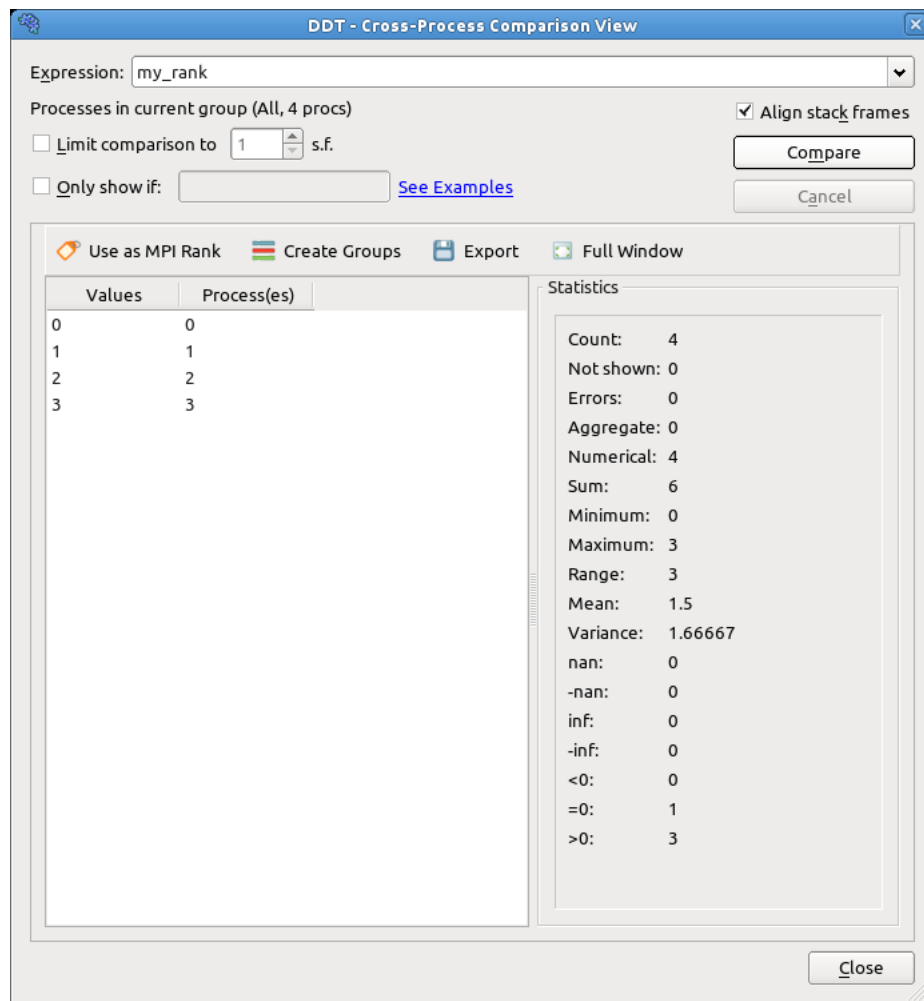 DDT - Cross-Process Comparison View
Expression: my_rank
Processes in current group (All, 4 procs)
Align stack frames
Limit comparison to 1 s.f.
Compare
Only show if: See Examples
Cancel
Use as MPI Rank Create Groups Export Full Window
Values Process(es)
0 0
1 1
2 2
3 3
Statistics
Count: 4
Not shown: 0
Errors: 0
Aggregate: 0
Numerical: 4
Sum: 6
Minimum: 0
Maximum: 3
Range: 3
Mean: 1.5
Variance: 1.66667
nan: 0
-nan: 0
inf: 0
-inf: 0
<0: 0
=0: 1
>0: 3
Close